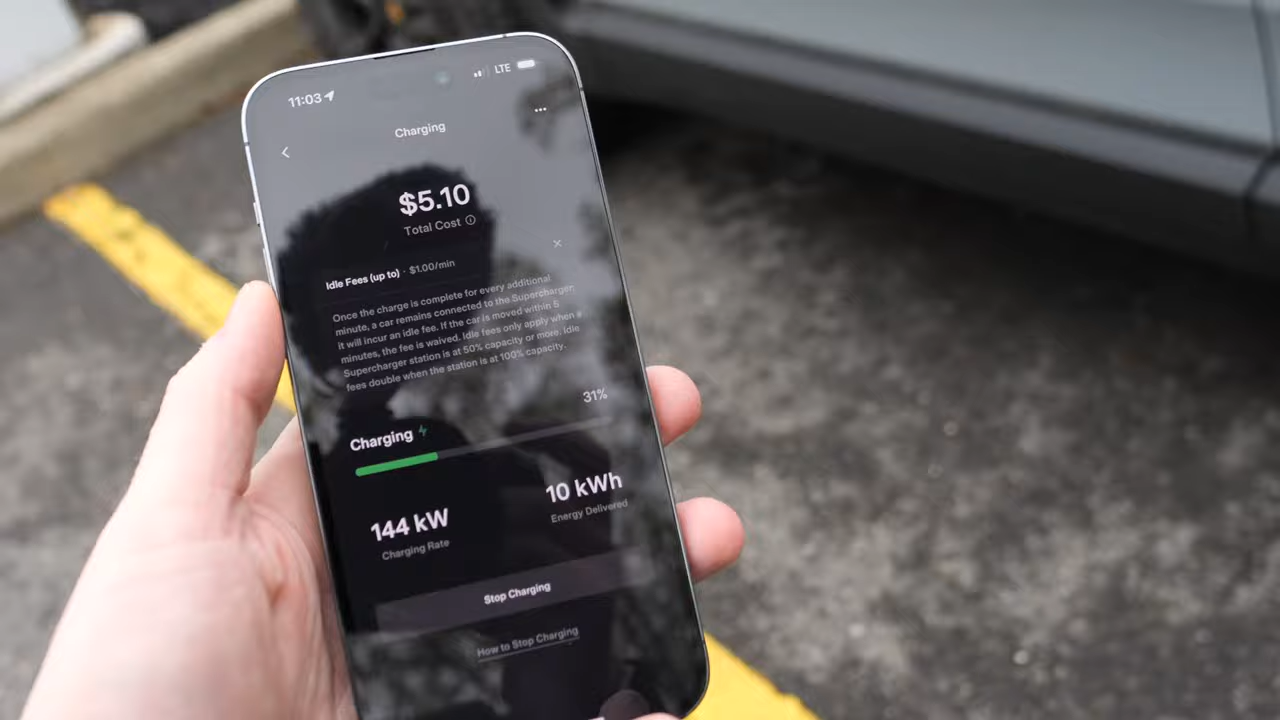 11:03
LTE
Charging
$5.10
Total Cost
Idle Fees (up to) · $1.00/min
Once the charge is complete for every additional
minute, a car remains connected to the Supercharger,
it will incur an idle fee. If the car is moved within 5
minutes, the fee is waived. Idle fees only apply when a
Supercharger station is at 50% capacity or more. Idle
fees double when the station is at 100% capacity.
31%
Charging
144 kW
Charging Rate
10 kWh
Energy Delivered
Stop Charging
How to Stop Charging